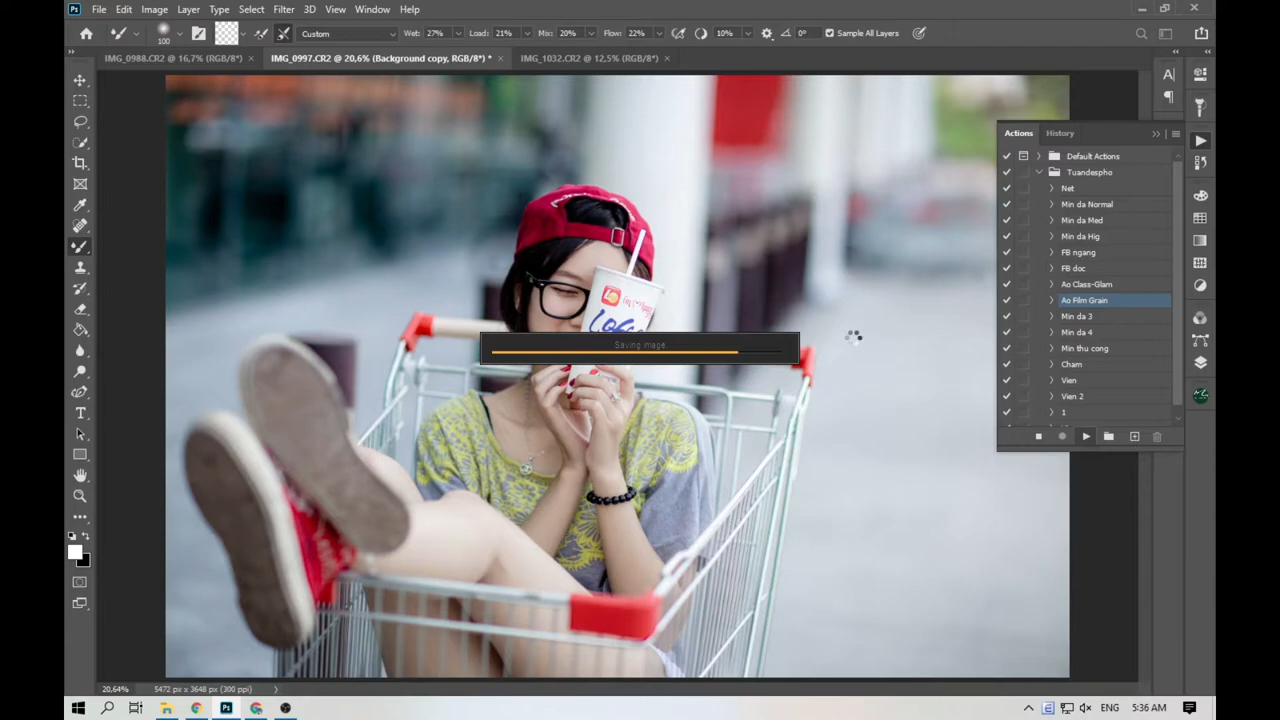 Ps File Edit Image Layer Type Select Filter 3D View Window Help
100 Custom Wet: 27% Load: 21% Mix: 20% Flow: 22% 10% 0° Sample All Layers
IMG_0988.CR2 @ 16,7% (RGB/8*) × IMG_0997.CR2 @ 20,6% (Background copy, RGB/8*) * × IMG_1032.CR2 @ 12,5% (RGB/8*) ×
Actions History
Default Actions
Tuandespho
Net
Min da Normal
Min da Med
Min da Hig
FB ngang
FB doc
Ao Class-Glam
Ao Film Grain
Min da 3
Min da 4
Min thu cong
Cham
Vien
Vien 2
1
Saving image.
20,64% 5472 px x 3648 px (300 ppi)
Ps ENG 5:36 AM